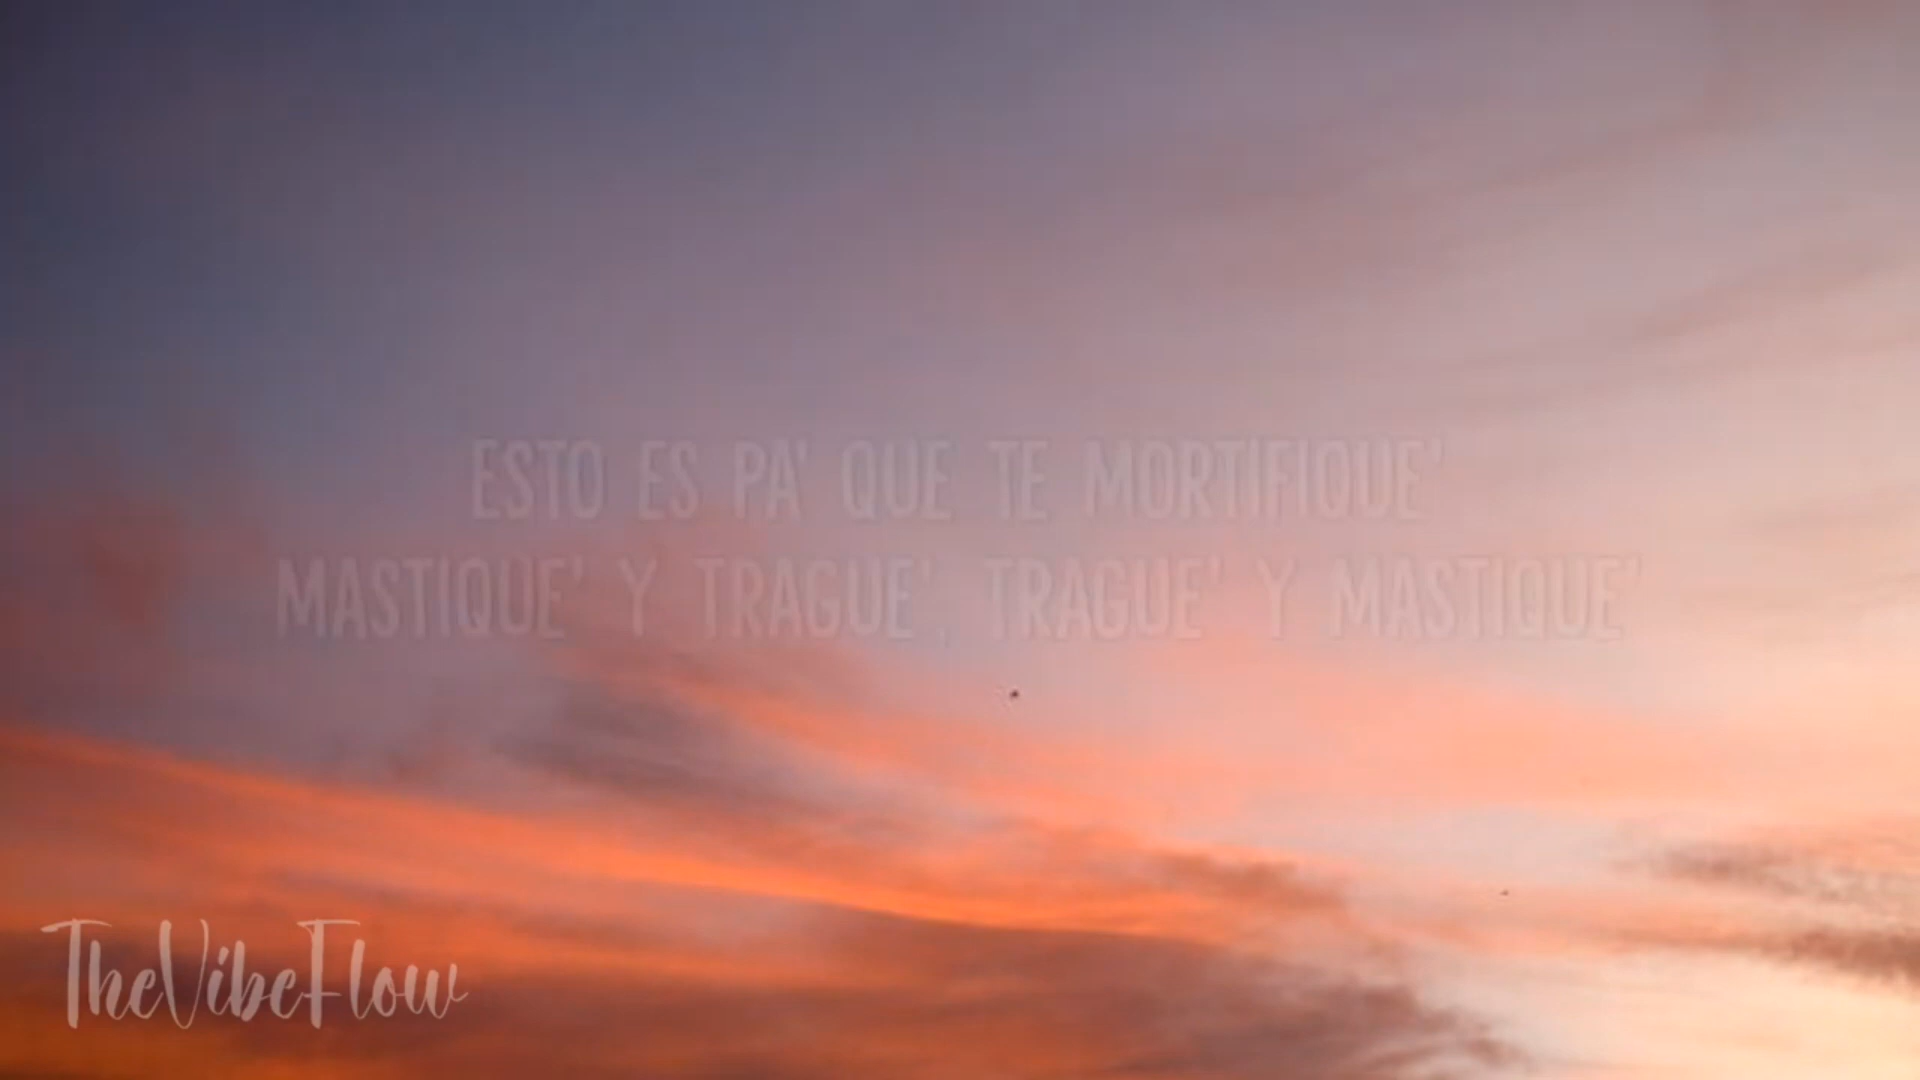 ESTO ES PA' QUE TE MORTIFIQUE'
MASTIQUE' Y TRAGUE', TRAGUE' Y MASTIQUE'
TheVibeFlow